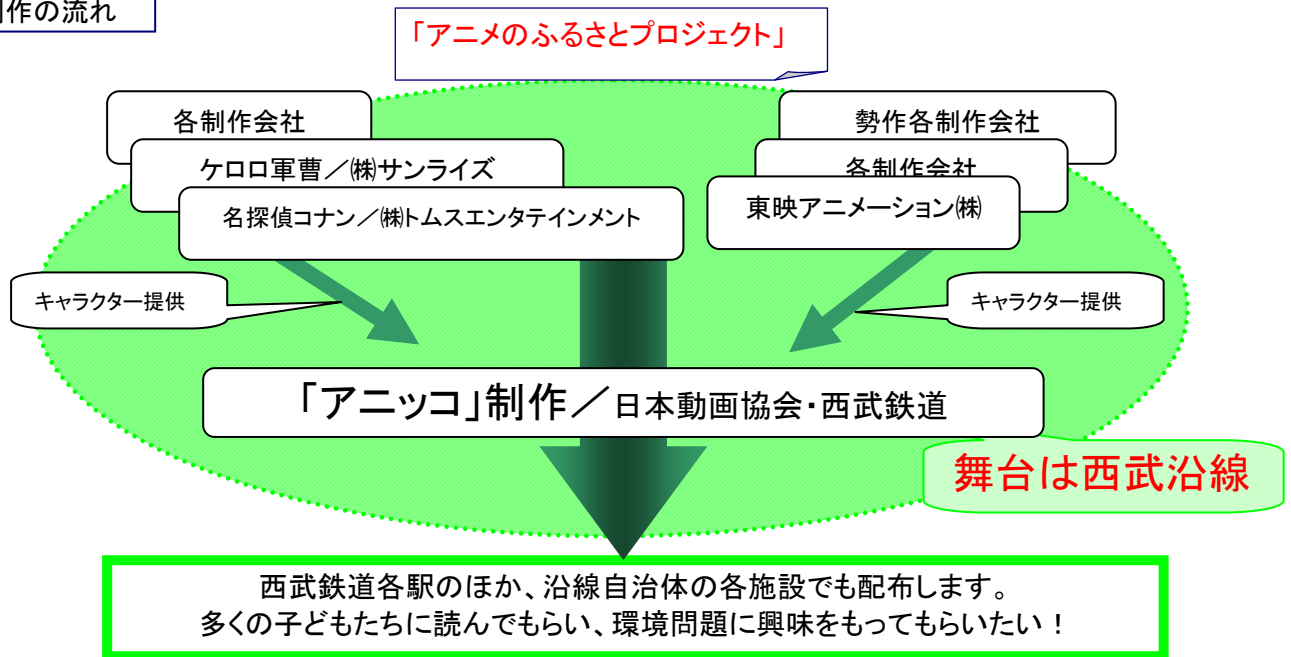 作の流れ
「アニメのふるさとプロジェクト」
各制作会社
ケロロ軍曹／㈱サンライズ
名探偵コナン／㈱トムスエンタテインメント
勢作各制作会社
各制作会社
東映アニメーション㈱
キャラクター提供
キャラクター提供
「アニッコ」制作／日本動画協会・西武鉄道
舞台は西武沿線
西武鉄道各駅のほか、沿線自治体の各施設でも配布します。
多くの子どもたちに読んでもらい、環境問題に興味をもってもらいたい！